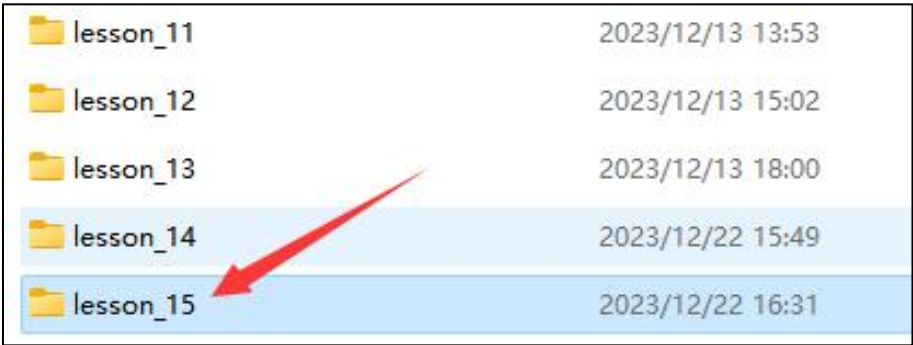 lesson_11 2023/12/13 13:53
lesson_12 2023/12/13 15:02
lesson_13 2023/12/13 18:00
lesson_14 2023/12/22 15:49
lesson_15 2023/12/22 16:31